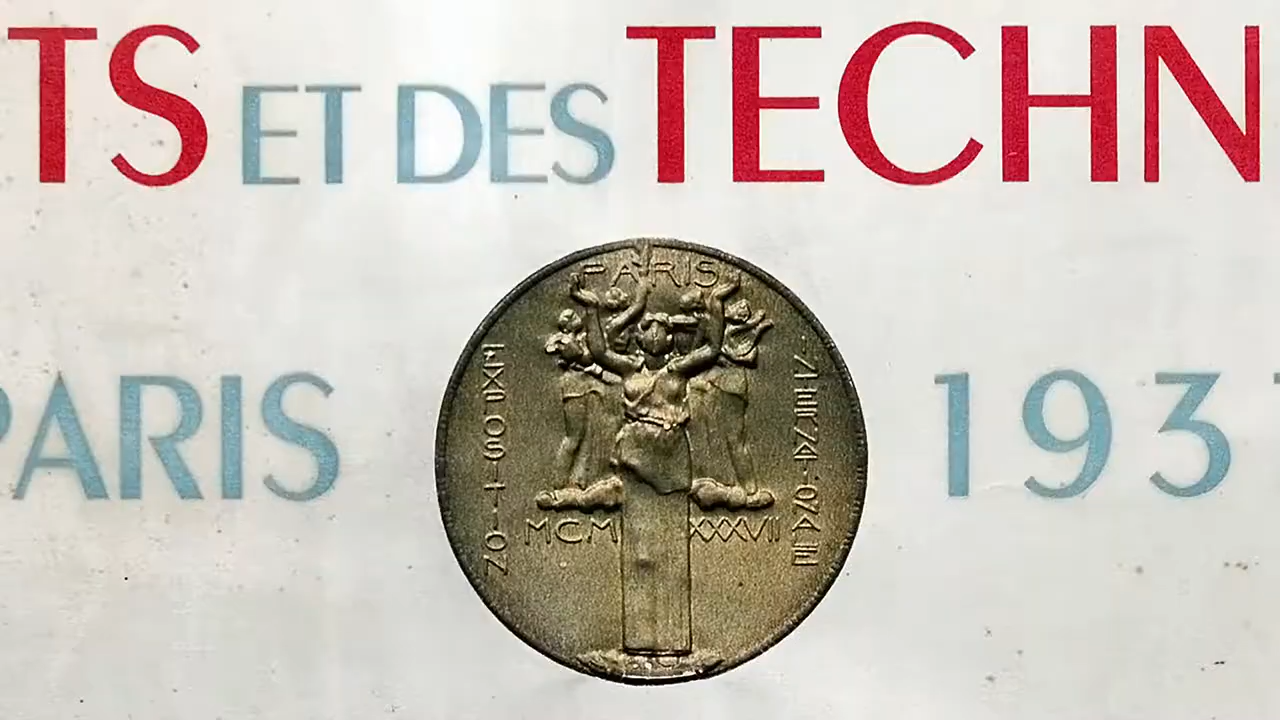 TS ET DES TECHN
PARIS 193
PARIS
EXPOSITION
MCM XXXVII